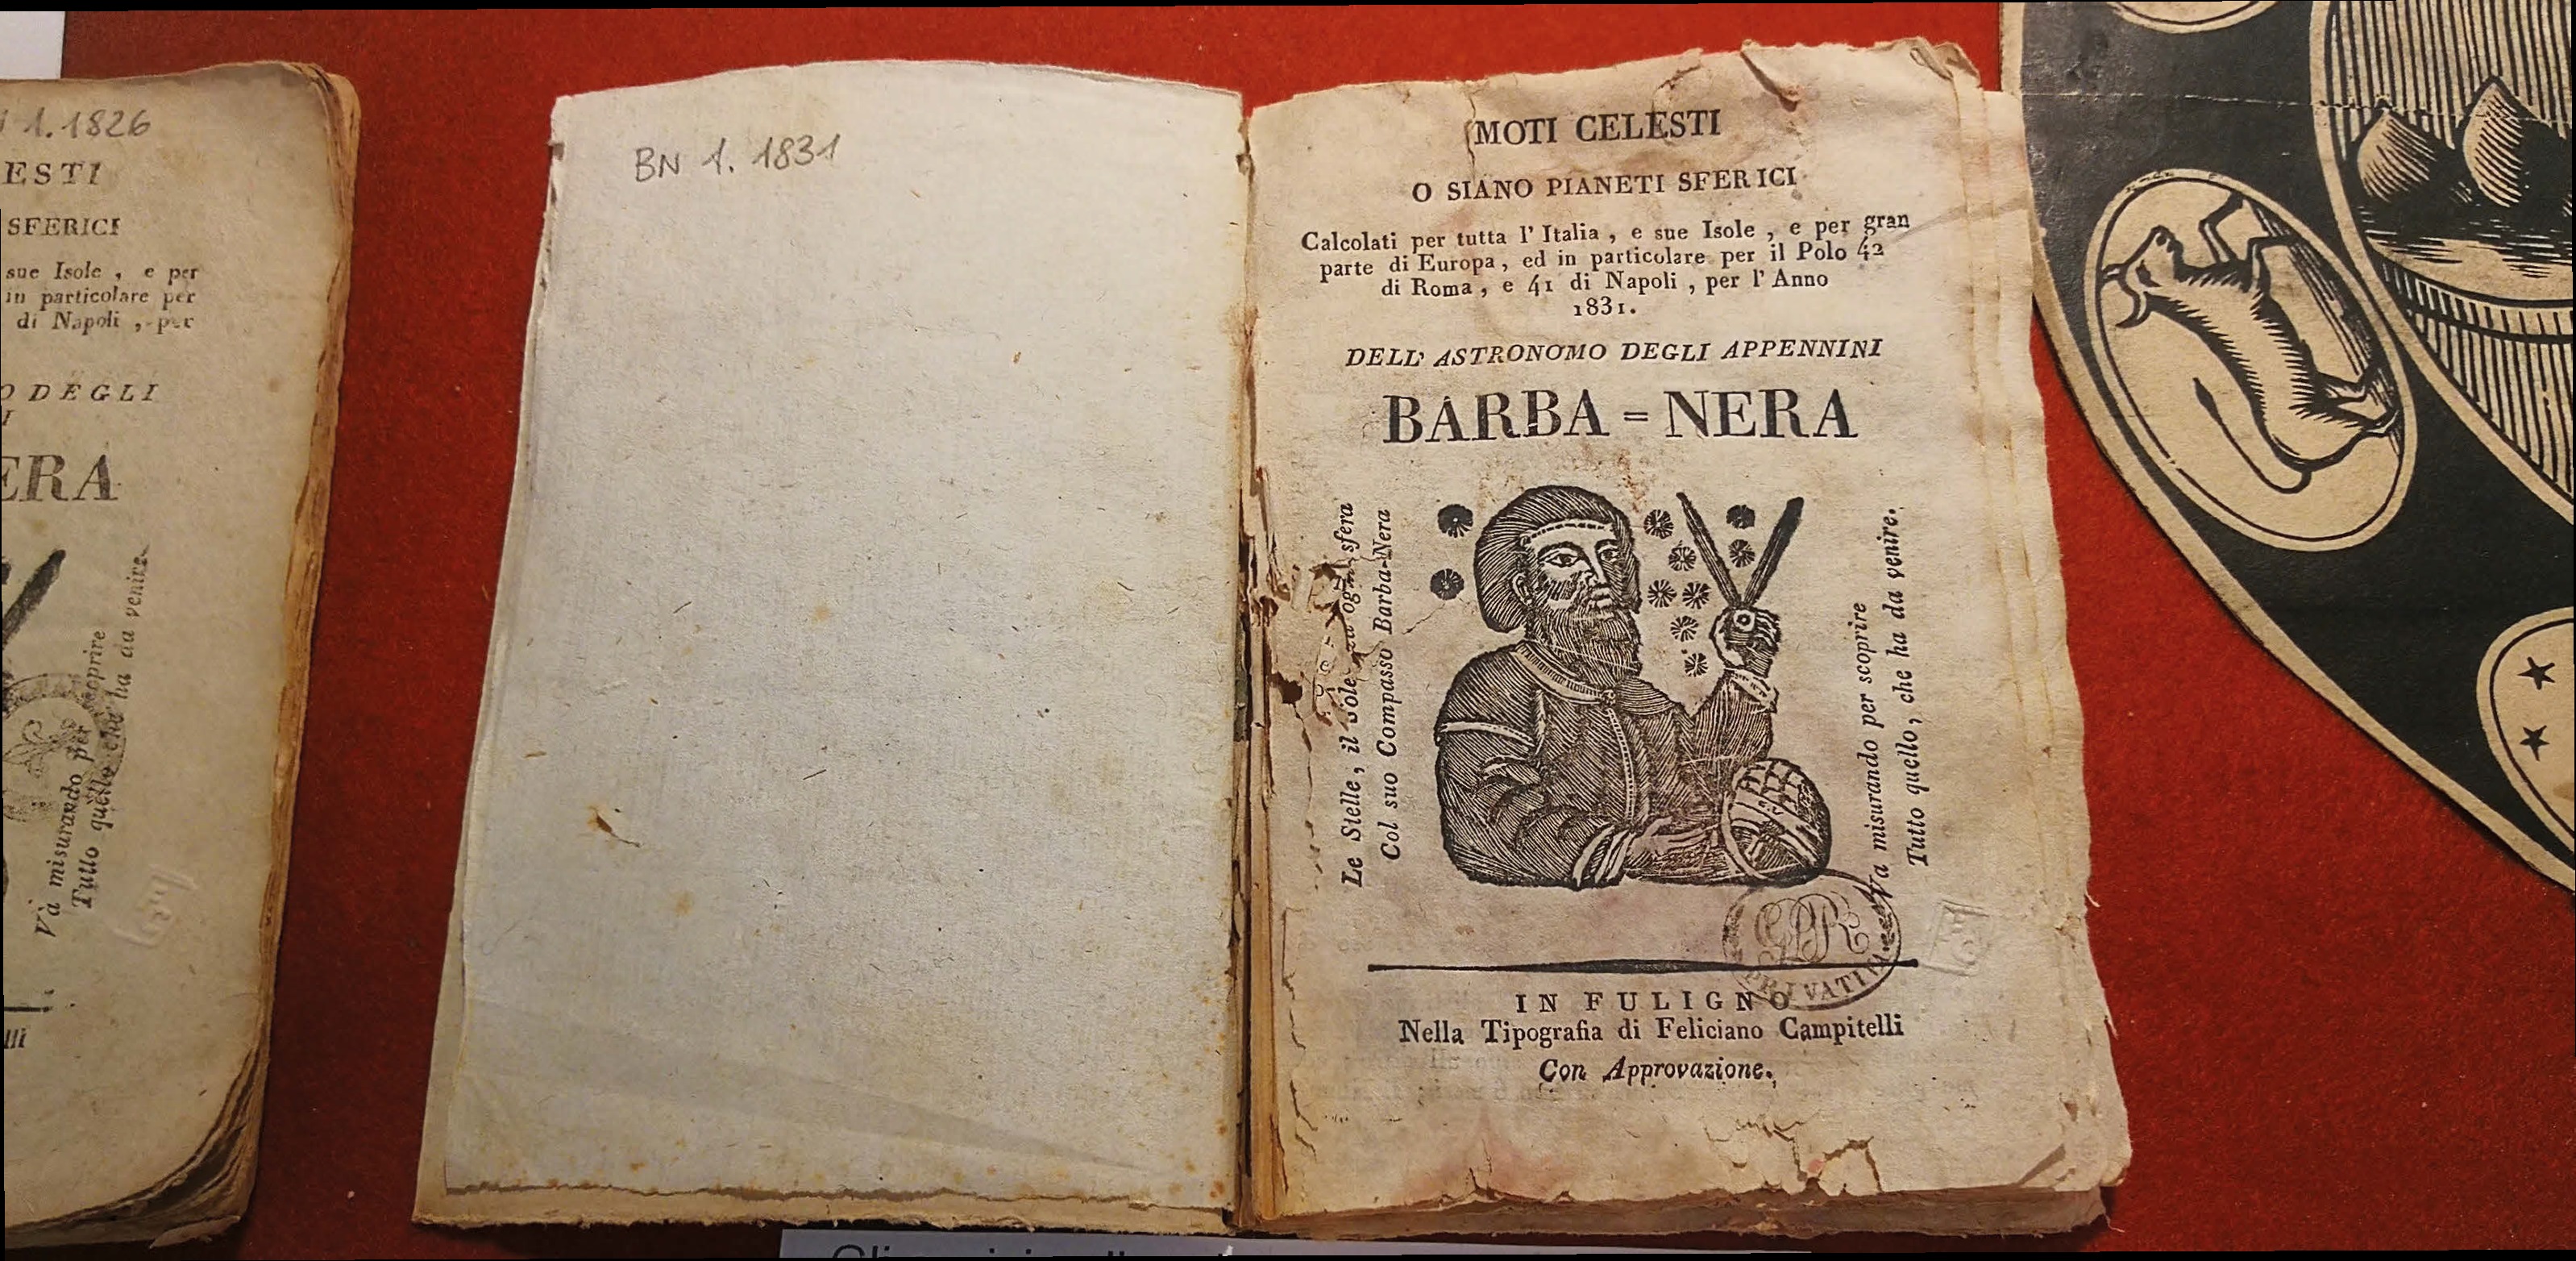 1.1826
ESTI
SFERICI
sue Isole , e per
in particolare per
di Napoli , per
O DEGLI
I
ERA
Và misurando per scoprire
Tutto quello che ha da venire.
lli
BN 1. 1831
MOTI CELESTI
O SIANO PIANETI SFERICI
Calcolati per tutta l' Italia , e sue Isole , e per gran
parte di Europa, ed in particolare per il Polo 42
di Roma , e 41 di Napoli , per l' Anno
1831.
DELL' ASTRONOMO DEGLI APPENNINI
BARBA = NERA
Le Stelle, il Sole ogni sfera
Col suo Compasso Barba-Nera
Va misurando per scoprire
Tutto quello, che ha da venire.
PRIVATI
IN FULIGNO
Nella Tipografia di Feliciano Campitelli
Con Approvazione.